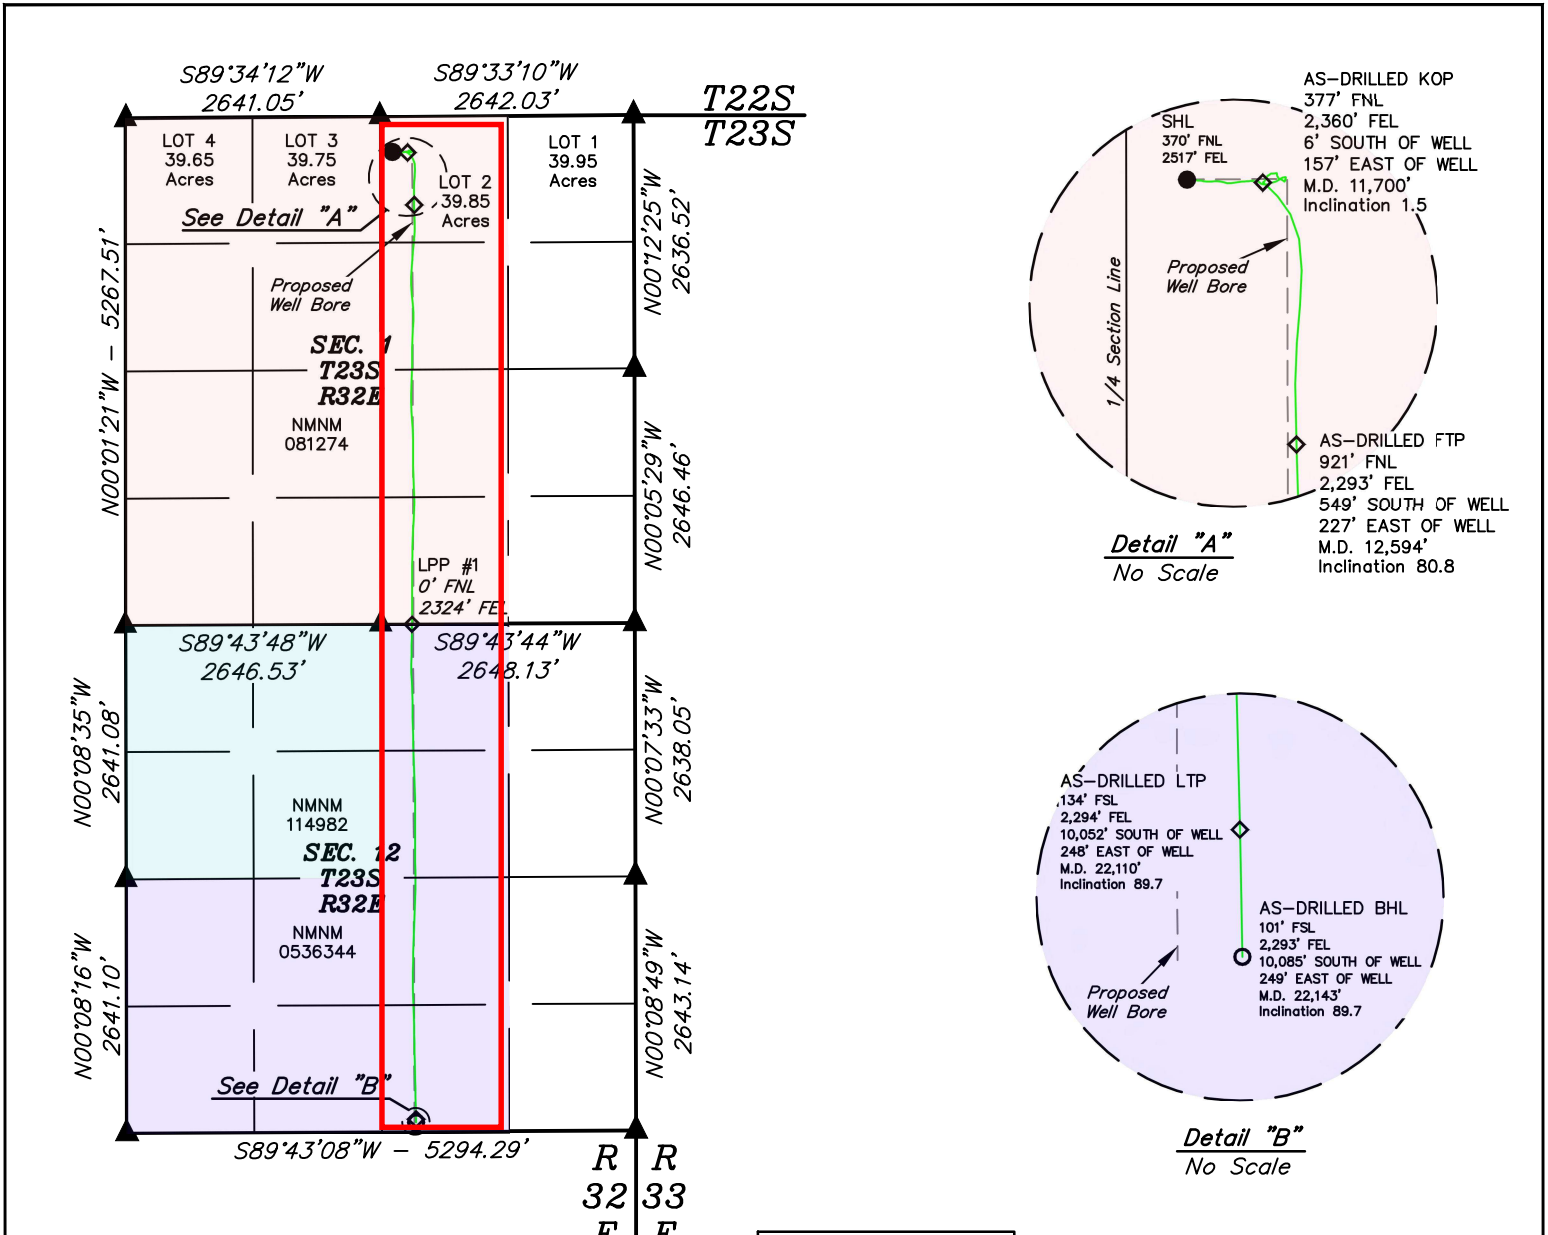 S89°34'12"W
2641.05'
S89°33'10"W
2642.03'
T22S
T23S
LOT 4
39.65
Acres
LOT 3
39.75
Acres
LOT 2
39.85
Acres
LOT 1
39.95
Acres
See Detail "A"
Proposed
Well Bore
N00°01'21"W – 5267.51'
N00°12'25"W
2636.52'
SEC. 1
T23S
R32E
NMNM
081274
N00°05'29"W
2646.46'
LPP #1
0' FNL
2324' FEL
S89°43'48"W
2646.53'
S89°43'44"W
2648.13'
N00°08'35"W
2641.08'
N00°07'33"W
2638.05'
NMNM
114982
SEC. 12
T23S
R32E
NMNM
0536344
N00°08'16"W
2641.10'
N00°08'49"W
2643.14'
See Detail "B"
S89°43'08"W – 5294.29'
R R
32 33
E E
AS-DRILLED KOP
377' FNL
2,360' FEL
6' SOUTH OF WELL
157' EAST OF WELL
M.D. 11,700'
Inclination 1.5
SHL
370' FNL
2517' FEL
1/4 Section Line
Proposed
Well Bore
AS-DRILLED FTP
921' FNL
2,293' FEL
549' SOUTH OF WELL
227' EAST OF WELL
M.D. 12,594'
Inclination 80.8
Detail "A"
No Scale
AS-DRILLED LTP
134' FSL
2,294' FEL
10,052' SOUTH OF WELL
248' EAST OF WELL
M.D. 22,110'
Inclination 89.7
AS-DRILLED BHL
101' FSL
2,293' FEL
10,085' SOUTH OF WELL
249' EAST OF WELL
M.D. 22,143'
Inclination 89.7
Proposed
Well Bore
Detail "B"
No Scale